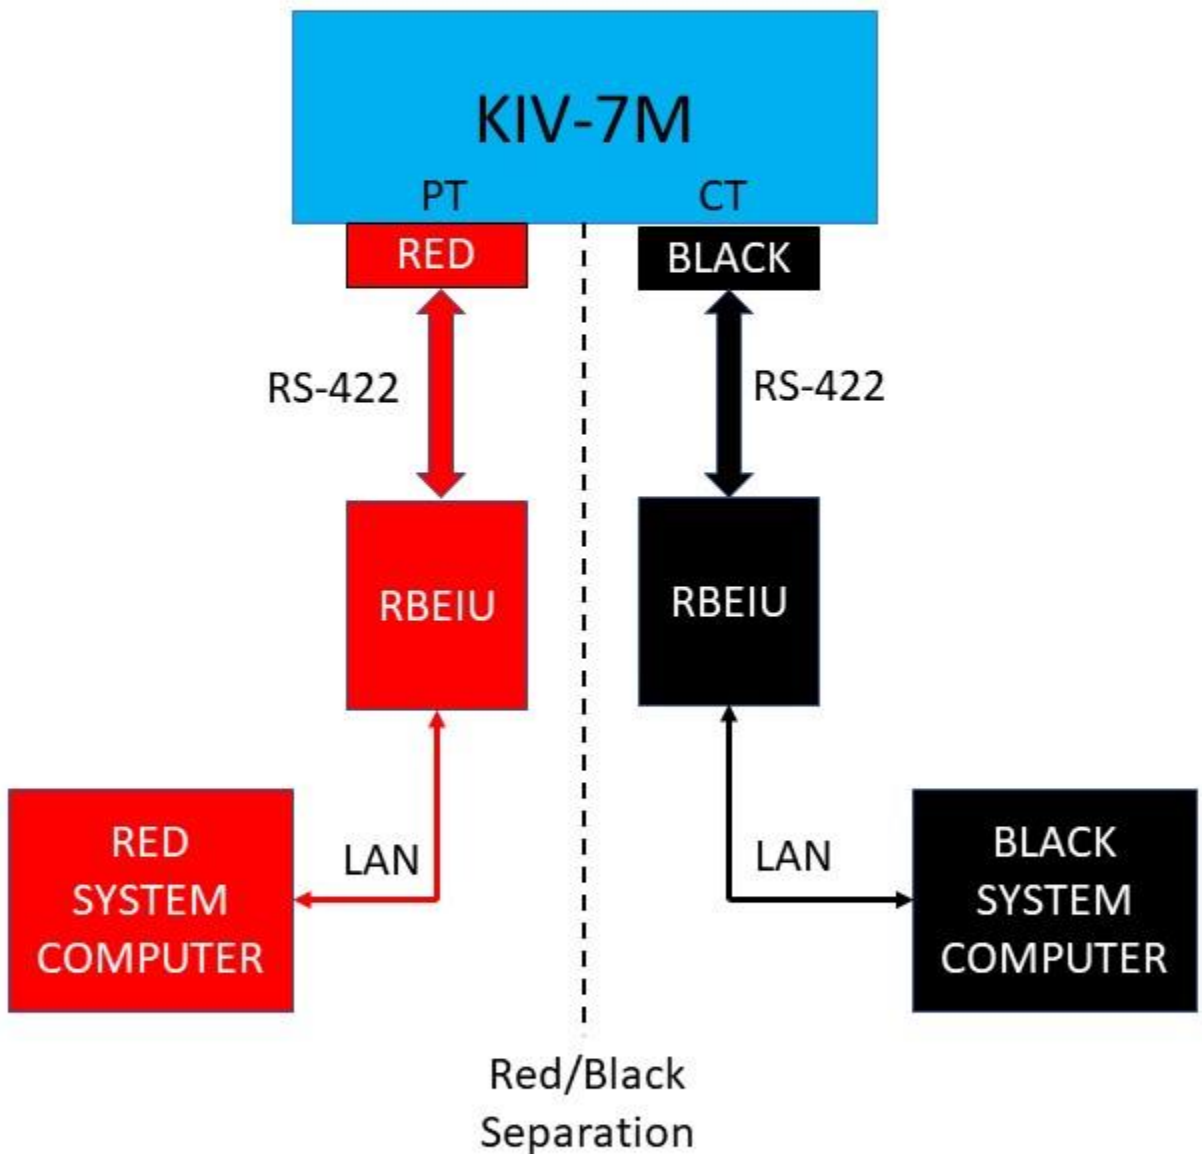 KIV-7M
PT
CT
RED
BLACK
RS-422
RS-422
RBEIU
RBEIU
RED
SYSTEM
COMPUTER
LAN
LAN
BLACK
SYSTEM
COMPUTER
Red/Black
Separation